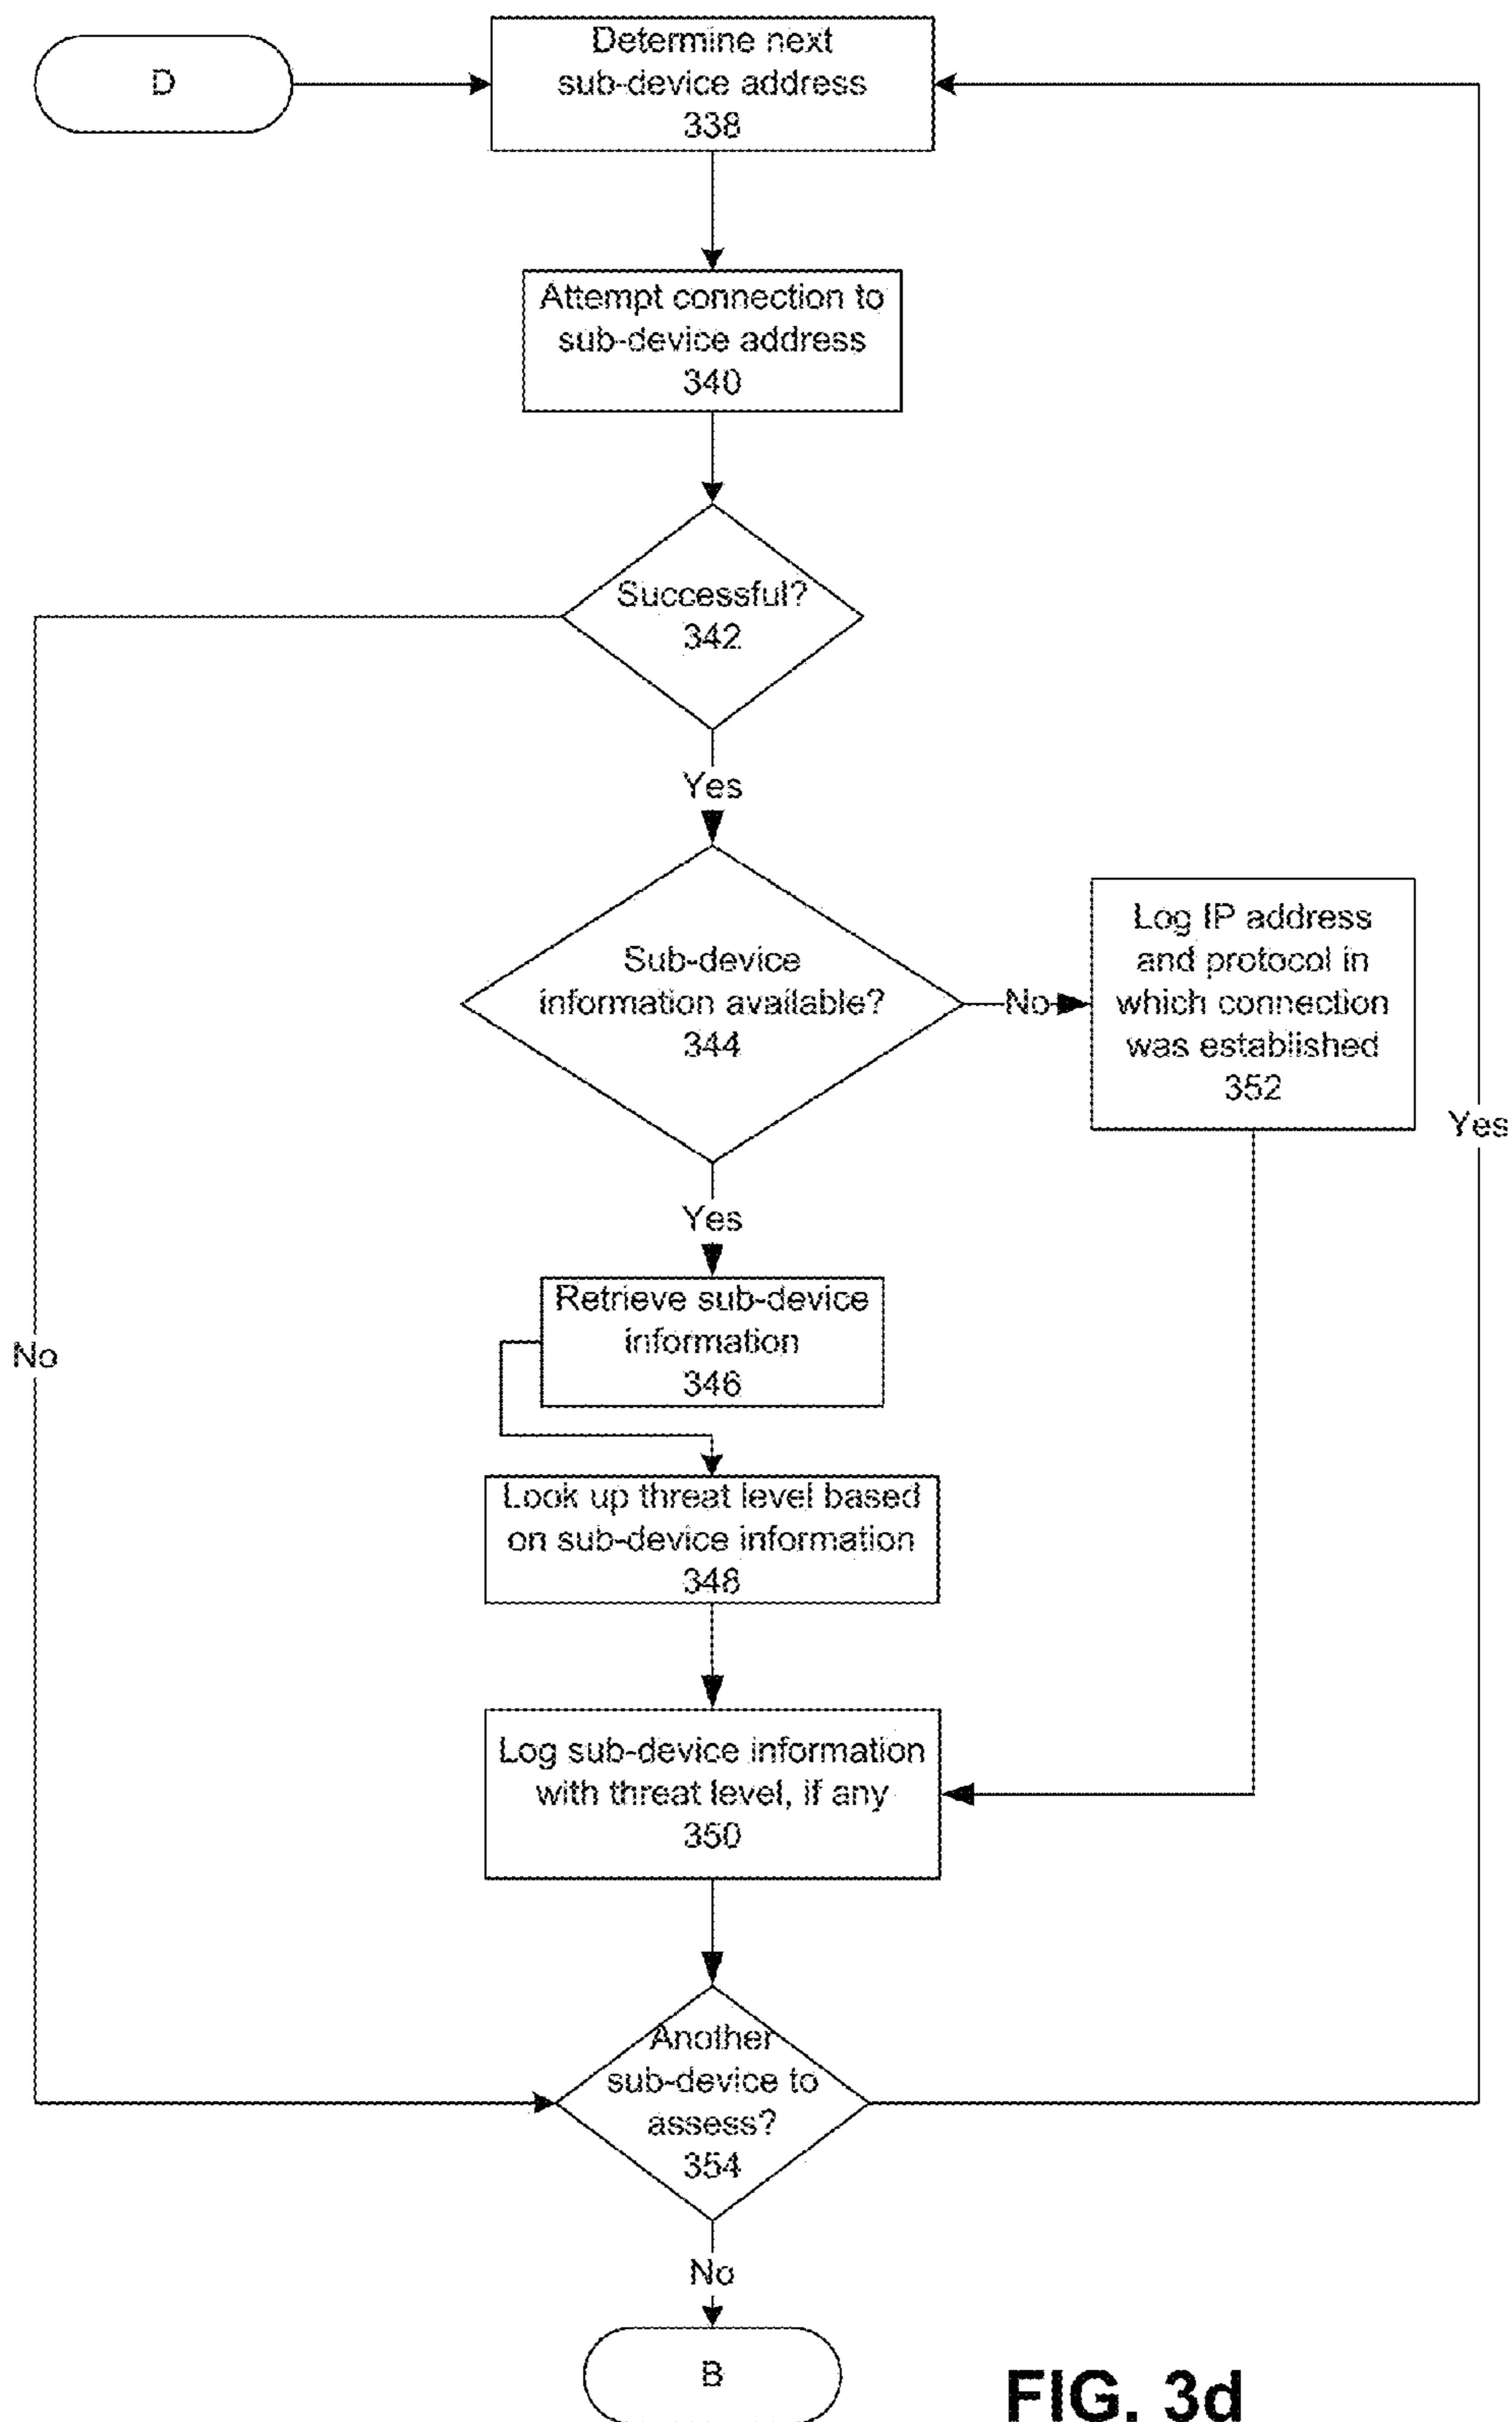 D
Determine next
sub-device address
338
Attempt connection to
sub-device address
340
Successful?
342
Yes
Sub-device
information available?
344
No
Log IP address
and protocol in
which connection
was established
352
Yes
Yes
Retrieve sub-device
information
346
No
Look up threat level based
on sub-device information
348
Log sub-device information
with threat level, if any
350
Another
sub-device to
assess?
354
No
B
FIG. 3d